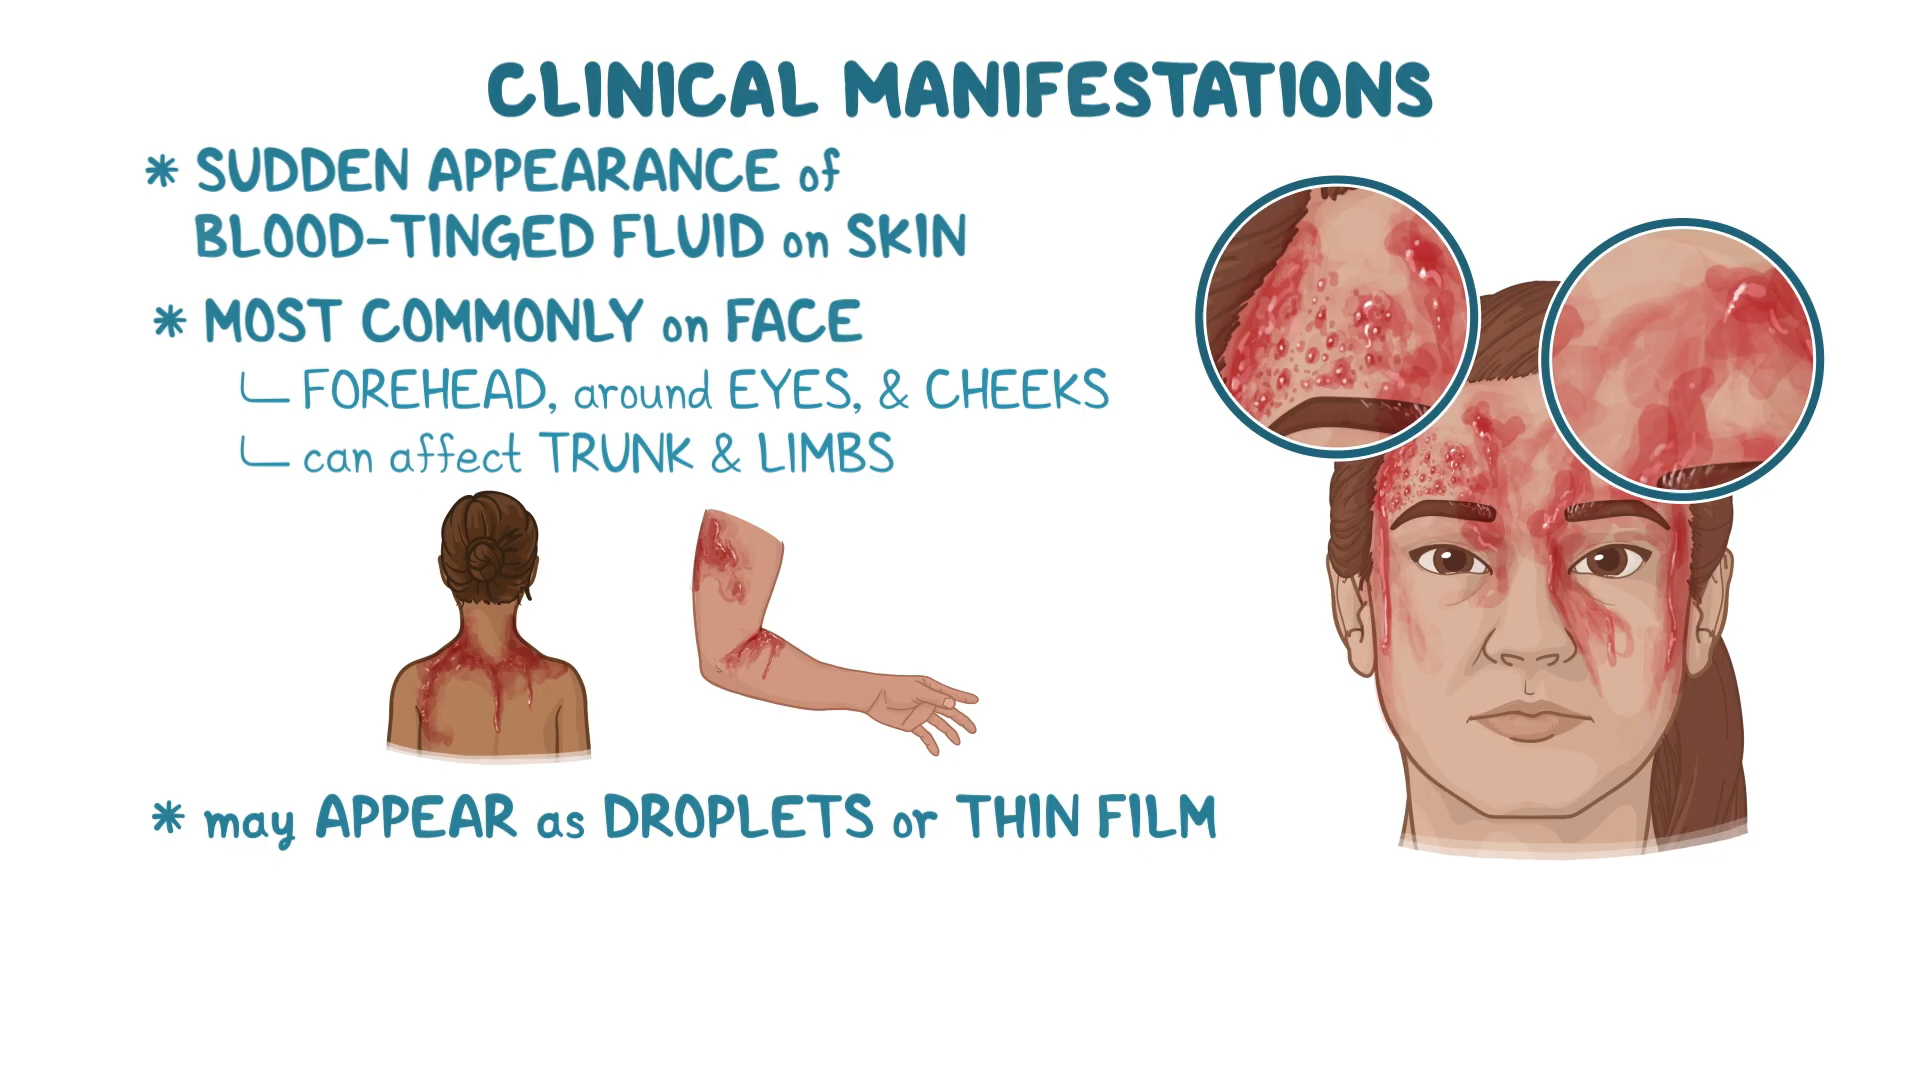 CLINICAL MANIFESTATIONS
* SUDDEN APPEARANCE of
BLOOD-TINGED FLUID on SKIN
* MOST COMMONLY on FACE
FOREHEAD, around EYES, & CHEEKS
can affect TRUNK & LIMBS
* may APPEAR as DROPLETS or THIN FILM